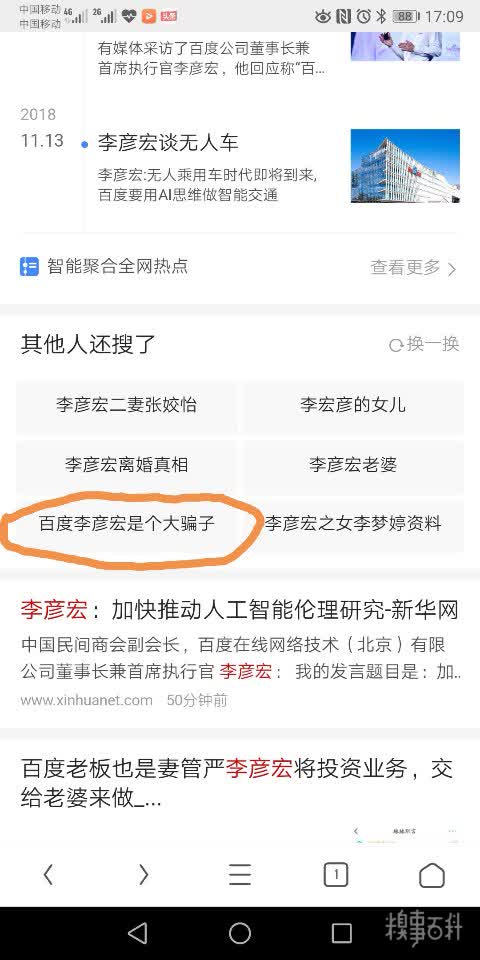 中国移动 4G 2G 头条 88 17:09
中国移动
有媒体采访了百度公司董事长兼
首席执行官李彦宏，他回应称“百...
2018
11.13
李彦宏谈无人车
李彦宏:无人乘用车时代即将到来,
百度要用AI思维做智能交通
智能聚合全网热点
查看更多
其他人还搜了
换一换
李彦宏二妻张姣怡
李宏彦的女儿
李彦宏离婚真相
李彦宏老婆
百度李彦宏是个大骗子
李彦宏之女李梦婷资料
李彦宏：加快推动人工智能伦理研究-新华网
中国民间商会副会长，百度在线网络技术（北京）有限
公司董事长兼首席执行官 李彦宏： 我的发言题目是：加..
www.xinhuanet.com 50分钟前
百度老板也是妻管严李彦宏将投资业务，交
给老婆来做_...
1
糗事百科